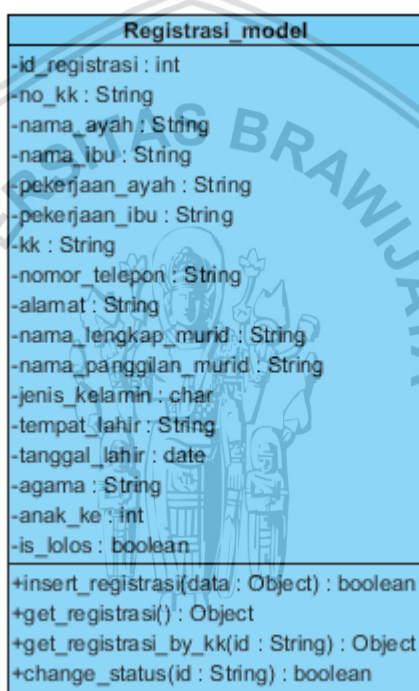 Registrasi_model
-id_registrasi : int
-no_kk : String
-nama_ayah : String
-nama_ibu : String
-pekerjaan_ayah : String
-pekerjaan_ibu : String
-kk : String
-nomor_telepon : String
-alamat : String
-nama_lengkap_murid : String
-nama_panggilan_murid : String
-jenis_kelamin : char
-tempat_lahir : String
-tanggal_lahir : date
-agama : String
-anak_ke : int
-is_lolos : boolean
+insert_registrasi(data : Object) : boolean
+get_registrasi() : Object
+get_registrasi_by_kk(id : String) : Object
+change_status(id : String) : boolean